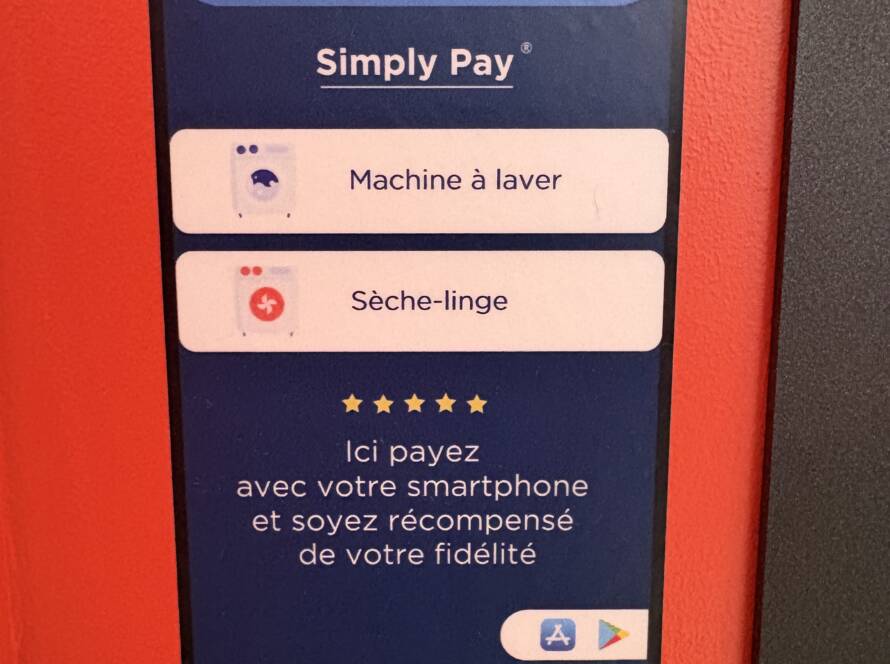 Simply Pay ®
Machine à laver
Sèche-linge
Ici payez
avec votre smartphone
et soyez récompensé
de votre fidélité